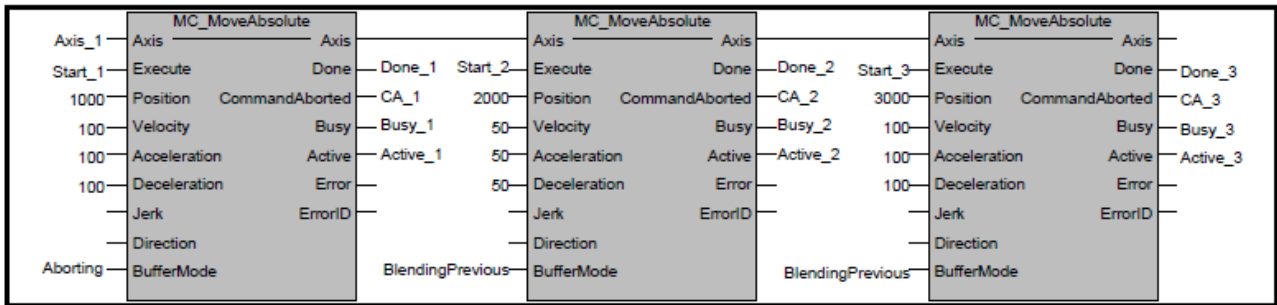 MC_MoveAbsolute MC_MoveAbsolute MC_MoveAbsolute
Axis_1 Axis Axis Axis Axis Axis Axis
Start_1 Execute Done Done_1 Start_2 Execute Done Done_2 Start_3 Execute Done Done_3
1000 Position CommandAborted CA_1 2000 Position CommandAborted CA_2 3000 Position CommandAborted CA_3
100 Velocity Busy Busy_1 50 Velocity Busy Busy_2 100 Velocity Busy Busy_3
100 Acceleration Active Active_1 50 Acceleration Active Active_2 100 Acceleration Active Active_3
100 Deceleration Error 50 Deceleration Error 100 Deceleration Error
Jerk ErrorID Jerk ErrorID Jerk ErrorID
Direction Direction Direction
Aborting BufferMode BlendingPrevious BufferMode BlendingPrevious BufferMode